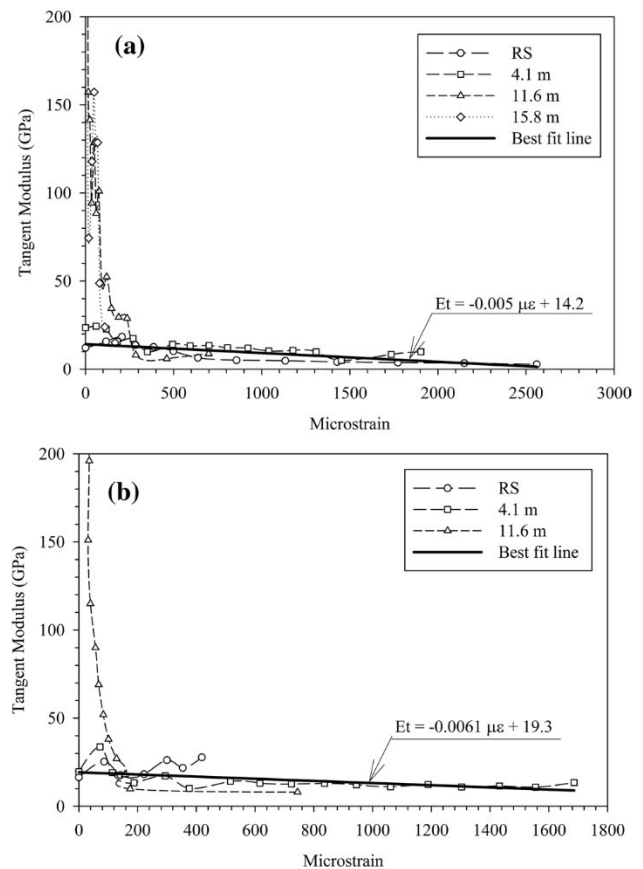 (a)
RS
4.1 m
11.6 m
15.8 m
Best fit line
Et = -0.005 µε + 14.2
Tangent Modulus (GPa)
200
150
100
50
0
0 500 1000 1500 2000 2500 3000
Microstrain
(b)
RS
4.1 m
11.6 m
Best fit line
Et = -0.0061 µε + 19.3
Tangent Modulus (GPa)
200
150
100
50
0
0 200 400 600 800 1000 1200 1400 1600 1800
Microstrain